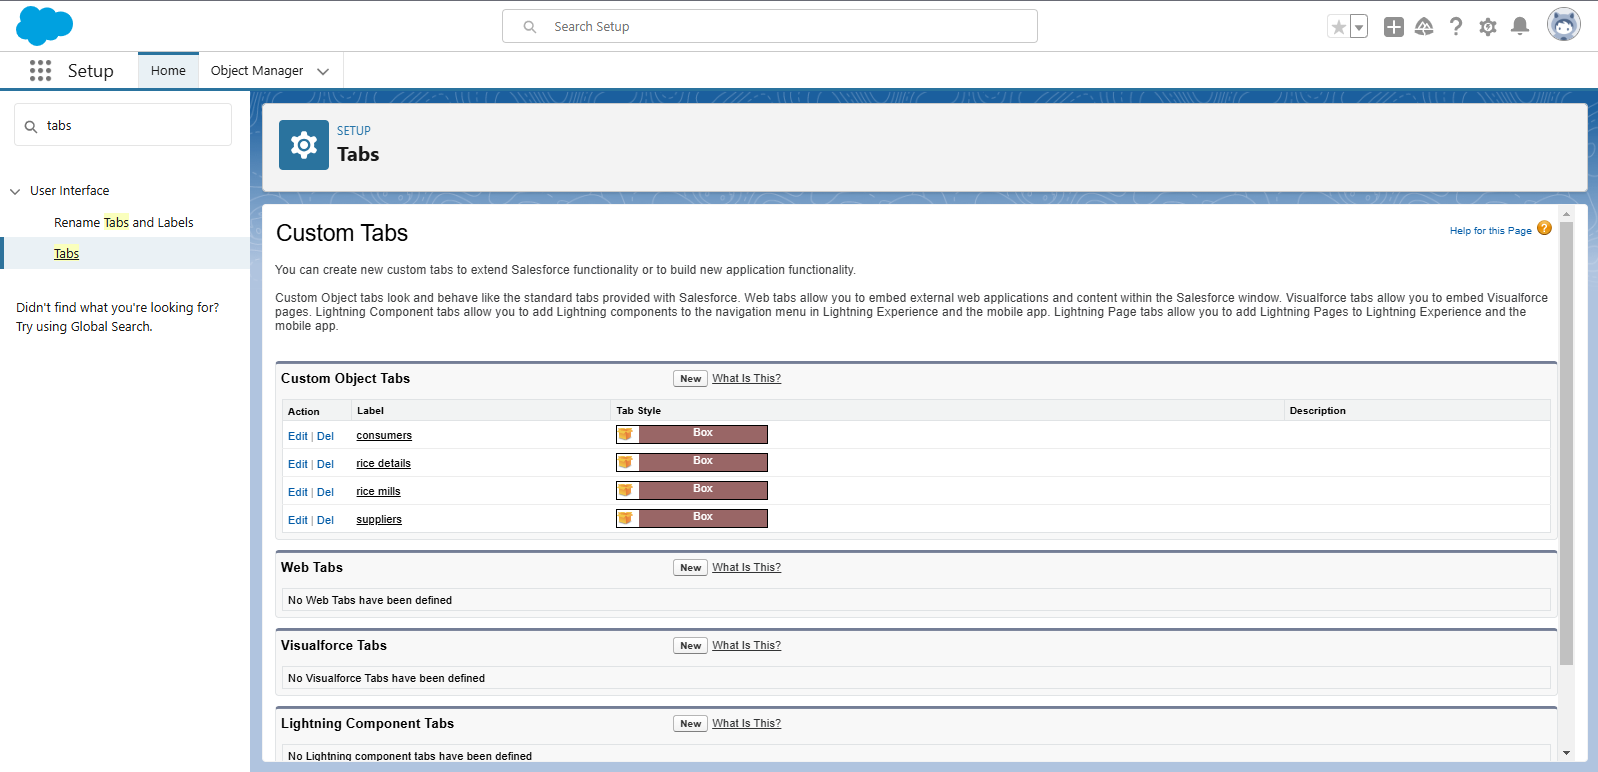 Search Setup
Setup
Home
Object Manager
tabs
User Interface
Rename Tabs and Labels
Tabs
Didn't find what you're looking for?
Try using Global Search.
SETUP
Tabs
Custom Tabs
Help for this Page
You can create new custom tabs to extend Salesforce functionality or to build new application functionality.
Custom Object tabs look and behave like the standard tabs provided with Salesforce. Web tabs allow you to embed external web applications and content within the Salesforce window. Visualforce tabs allow you to embed Visualforce
pages. Lightning Component tabs allow you to add Lightning components to the navigation menu in Lightning Experience and the mobile app. Lightning Page tabs allow you to add Lightning Pages to Lightning Experience and the
mobile app.
Custom Object Tabs New What Is This?
Action Label Tab Style Description
Edit | Del consumers Box
Edit | Del rice details Box
Edit | Del rice mills Box
Edit | Del suppliers Box
Web Tabs New What Is This?
No Web Tabs have been defined
Visualforce Tabs New What Is This?
No Visualforce Tabs have been defined
Lightning Component Tabs New What Is This?
No Lightning component tabs have been defined